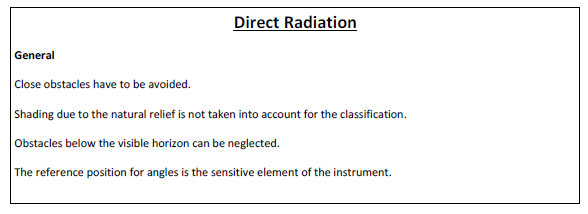 Direct Radiation
General
Close obstacles have to be avoided.
Shading due to the natural relief is not taken into account for the classification.
Obstacles below the visible horizon can be neglected.
The reference position for angles is the sensitive element of the instrument.